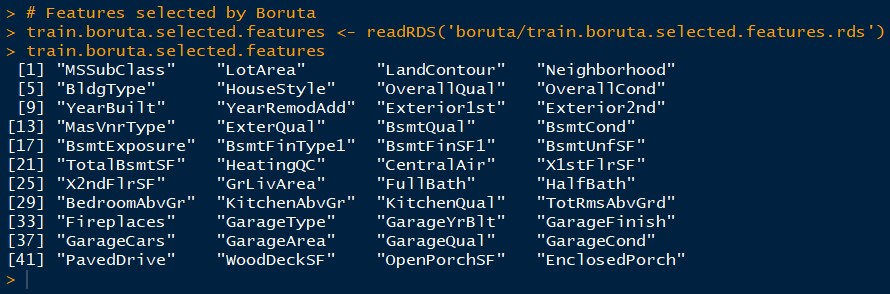 > # Features selected by Boruta
> train.boruta.selected.features <- readRDS('boruta/train.boruta.selected.features.rds')
> train.boruta.selected.features
 [1] "MSSubClass"    "LotArea"       "LandContour"   "Neighborhood"
 [5] "BldgType"      "HouseStyle"    "OverallQual"   "OverallCond"
 [9] "YearBuilt"     "YearRemodAdd"  "Exterior1st"   "Exterior2nd"
[13] "MasVnrType"    "ExterQual"     "BsmtQual"      "BsmtCond"
[17] "BsmtExposure"  "BsmtFinType1"  "BsmtFinSF1"    "BsmtUnfSF"
[21] "TotalBsmtSF"   "HeatingQC"     "CentralAir"    "X1stFlrSF"
[25] "X2ndFlrSF"     "GrLivArea"     "FullBath"      "HalfBath"
[29] "BedroomAbvGr"  "KitchenAbvGr"  "KitchenQual"   "TotRmsAbvGrd"
[33] "Fireplaces"    "GarageType"    "GarageYrBlt"   "GarageFinish"
[37] "GarageCars"    "GarageArea"    "GarageQual"    "GarageCond"
[41] "PavedDrive"    "WoodDeckSF"    "OpenPorchSF"   "EnclosedPorch"
>